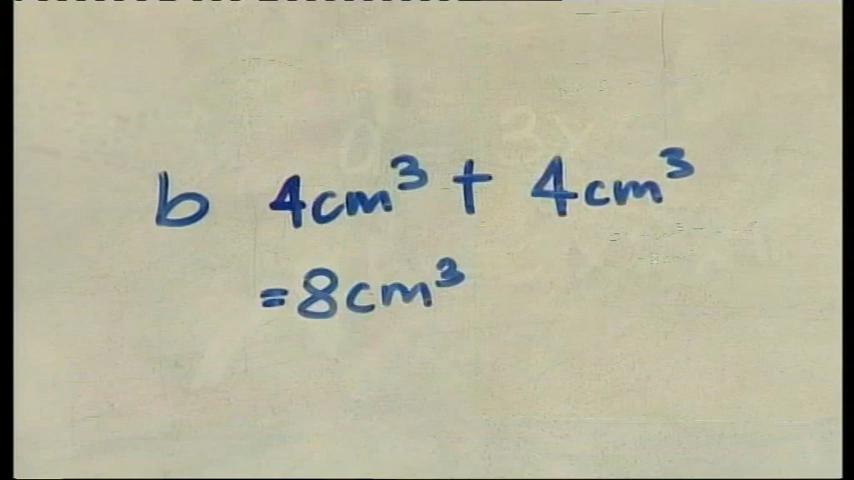 b 4cm³ + 4cm³
= 8cm³